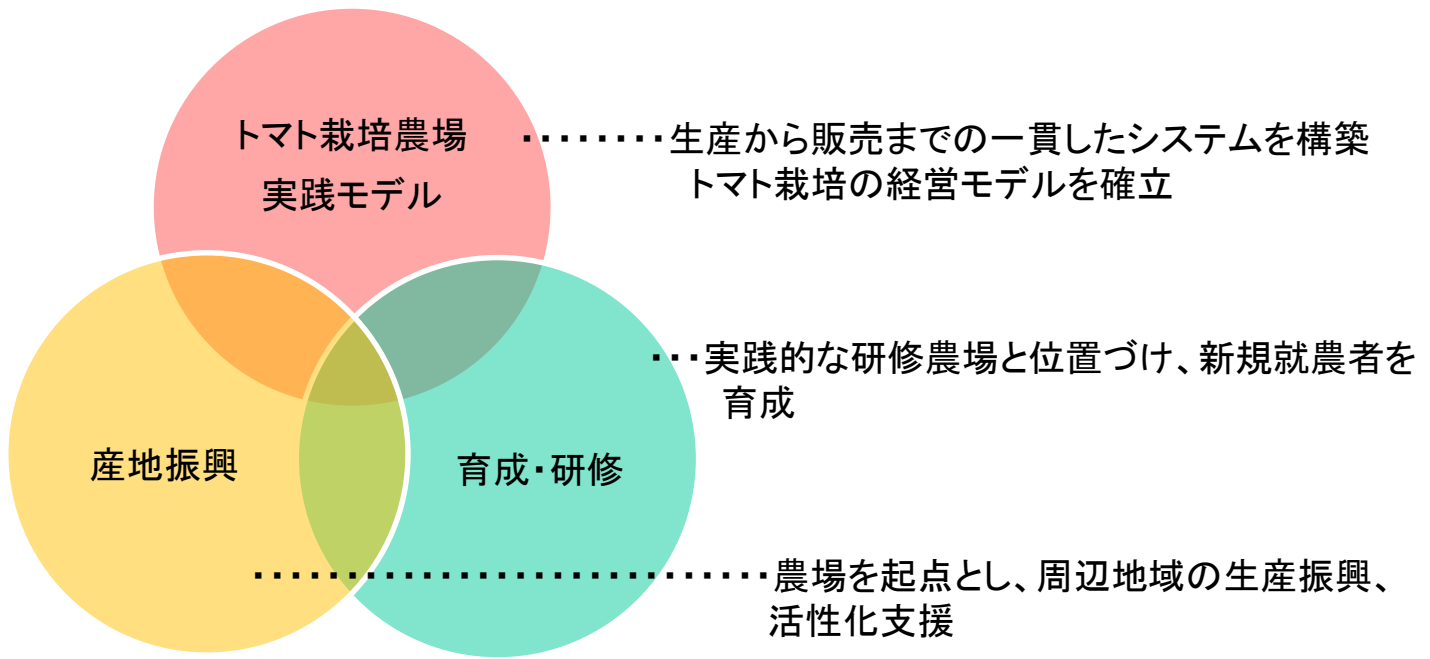 トマト栽培農場
実践モデル
・・・・・・・・生産から販売までの一貫したシステムを構築
トマト栽培の経営モデルを確立
・・・実践的な研修農場と位置づけ、新規就農者を
育成
産地振興
育成・研修
・・・・・・・・・・・・・・・・・・・・・・農場を起点とし、周辺地域の生産振興、
活性化支援